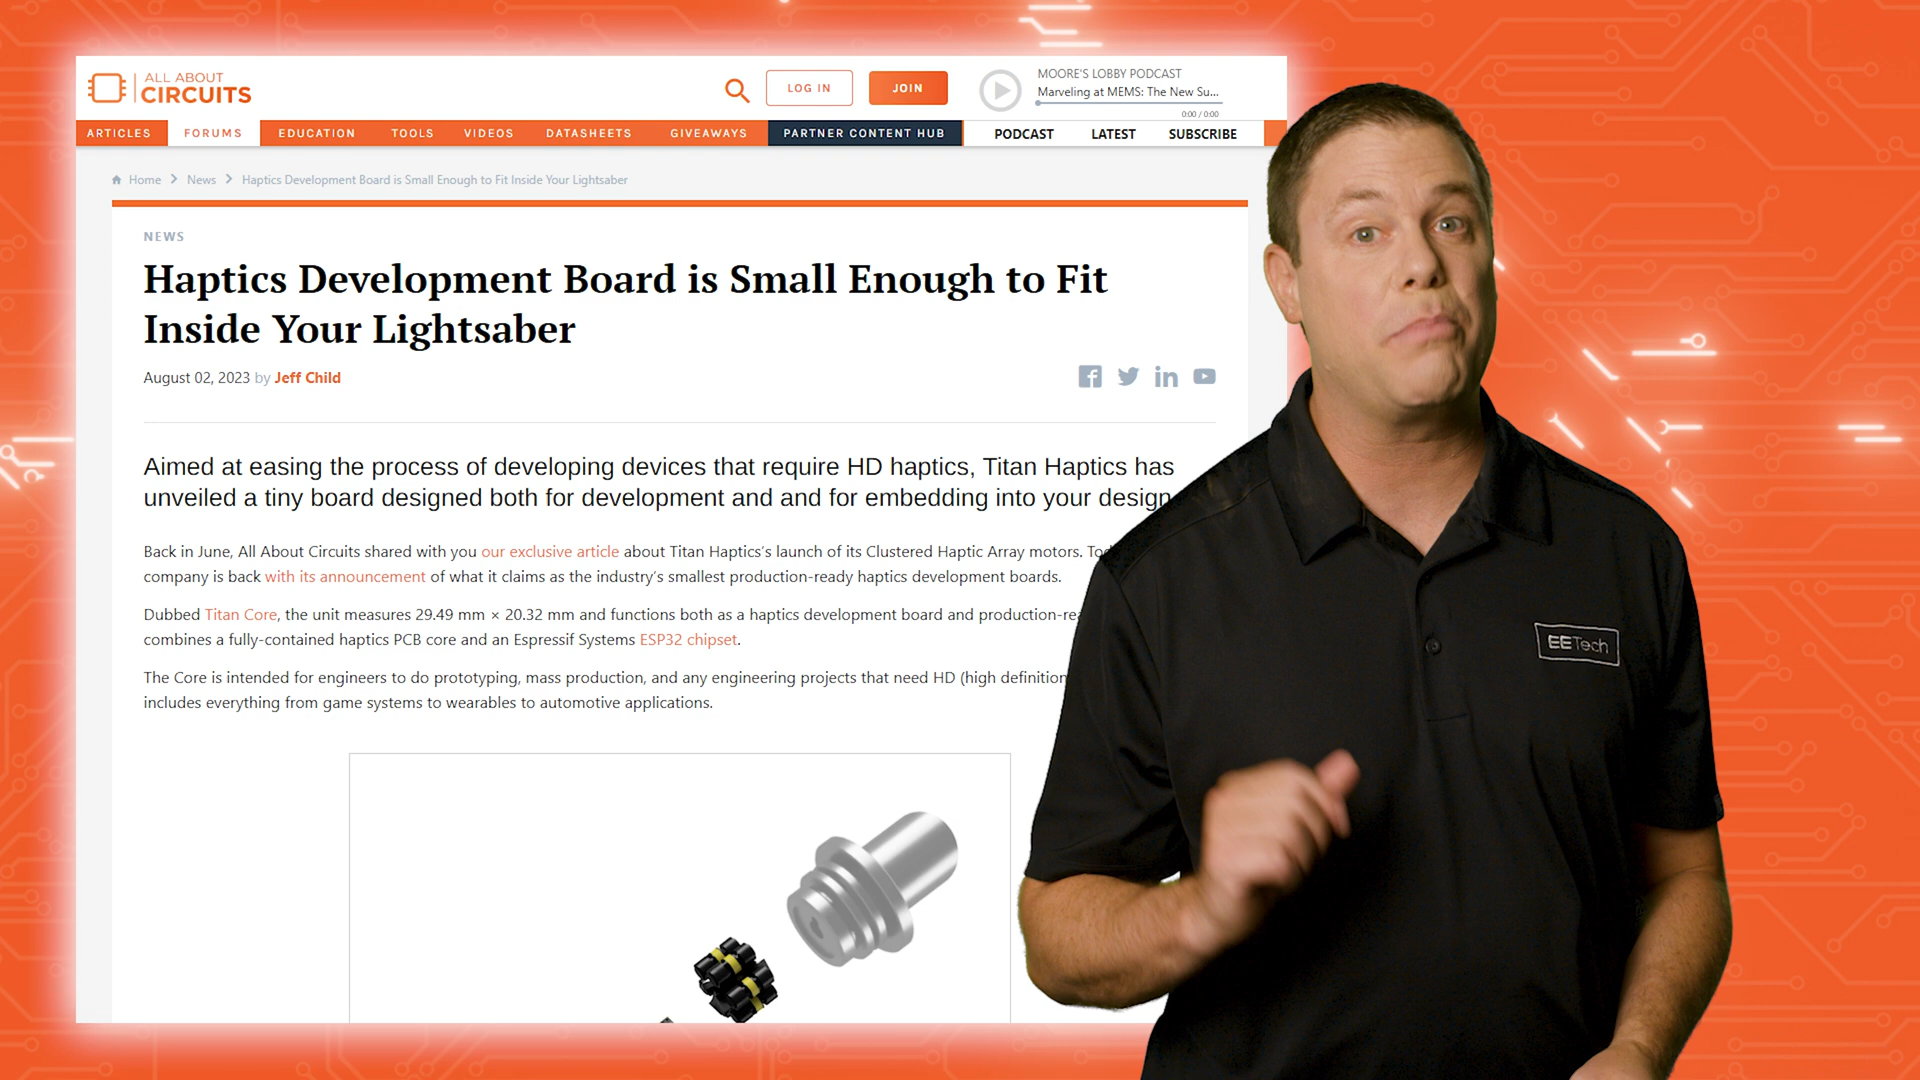 ALL ABOUT
CIRCUITS
LOG IN
JOIN
MOORE'S LOBBY PODCAST
Marveling at MEMS: The New Su...
0:00 / 0:00
ARTICLES FORUMS EDUCATION TOOLS VIDEOS DATASHEETS GIVEAWAYS PARTNER CONTENT HUB PODCAST LATEST SUBSCRIBE
Home News Haptics Development Board is Small Enough to Fit Inside Your Lightsaber
NEWS
Haptics Development Board is Small Enough to Fit
Inside Your Lightsaber
August 02, 2023 by Jeff Child
Aimed at easing the process of developing devices that require HD haptics, Titan Haptics has
unveiled a tiny board designed both for development and and for embedding into your design
Back in June, All About Circuits shared with you our exclusive article about Titan Haptics's launch of its Clustered Haptic Array motors.
company is back with its announcement of what it claims as the industry's smallest production-ready haptics development boards.
Dubbed Titan Core, the unit measures 29.49 mm × 20.32 mm and functions both as a haptics development board and
combines a fully-contained haptics PCB core and an Espressif Systems ESP32 chipset.
The Core is intended for engineers to do prototyping, mass production, and any engineering projects that need HD (high definition
includes everything from game systems to wearables to automotive applications.
EETech